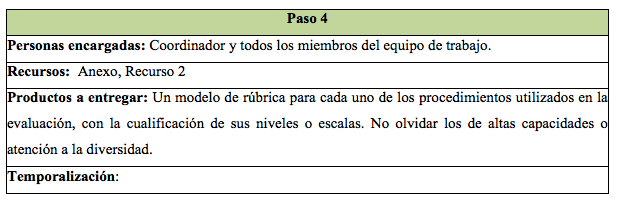 Paso 4
Personas encargadas: Coordinador y todos los miembros del equipo de trabajo.
Recursos: Anexo, Recurso 2
Productos a entregar: Un modelo de rúbrica para cada uno de los procedimientos utilizados en la
evaluación, con la cualificación de sus niveles o escalas. No olvidar los de altas capacidades o
atención a la diversidad.
Temporalización: